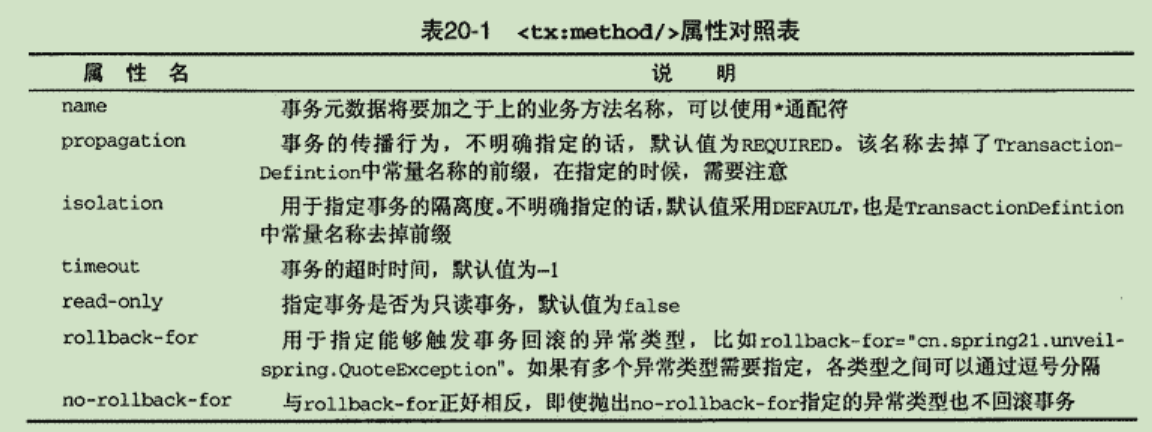 表20-1 <tx:method/>属性对照表
属 性 名 说 明
name 事务元数据将要加之于上的业务方法名称，可以使用*通配符
propagation 事务的传播行为，不明确指定的话，默认值为REQUIRED。该名称去掉了Transaction-
Defintion中常量名称的前缀，在指定的时候，需要注意
isolation 用于指定事务的隔离度。不明确指定的话，默认值采用DEFAULT，也是TransactionDefintion
中常量名称去掉前缀
timeout 事务的超时时间，默认值为–1
read-only 指定事务是否为只读事务，默认值为false
rollback-for 用于指定能够触发事务回滚的异常类型，比如rollback-for="cn.spring21.unveil-
spring.QuoteException"。如果有多个异常类型需要指定，各类型之间可以通过逗号分隔
no-rollback-for 与rollback-for正好相反，即使抛出no-rollback-for指定的异常类型也不回滚事务